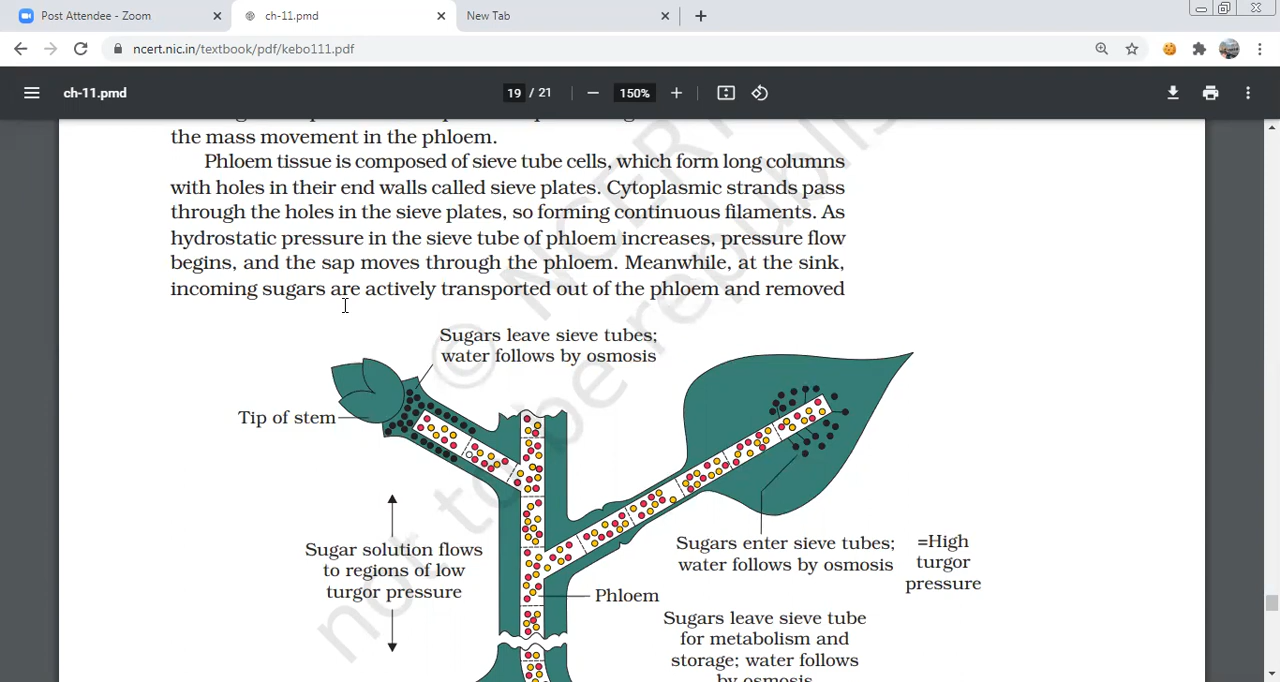 Post Attendee - Zoom
ch-11.pmd
New Tab
ncert.nic.in/textbook/pdf/kebo111.pdf
ch-11.pmd
19 / 21
150%
the mass movement in the phloem.
Phloem tissue is composed of sieve tube cells, which form long columns
with holes in their end walls called sieve plates. Cytoplasmic strands pass
through the holes in the sieve plates, so forming continuous filaments. As
hydrostatic pressure in the sieve tube of phloem increases, pressure flow
begins, and the sap moves through the phloem. Meanwhile, at the sink,
incoming sugars are actively transported out of the phloem and removed
© NCERT
not to be republis
Sugars leave sieve tubes;
water follows by osmosis
Tip of stem
Sugar solution flows
to regions of low
turgor pressure
Sugars enter sieve tubes;
water follows by osmosis
=High
turgor
pressure
Phloem
Sugars leave sieve tube
for metabolism and
storage; water follows
by osmosis